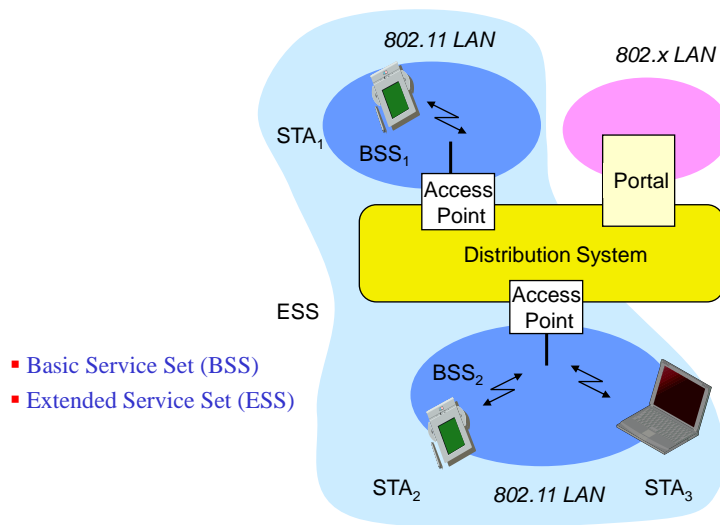 802.11 LAN
802.x LAN
STA₁
BSS₁
Access
Point
Portal
Distribution System
ESS
Access
Point
▪ Basic Service Set (BSS)
▪ Extended Service Set (ESS)
BSS₂
STA₂
802.11 LAN
STA₃